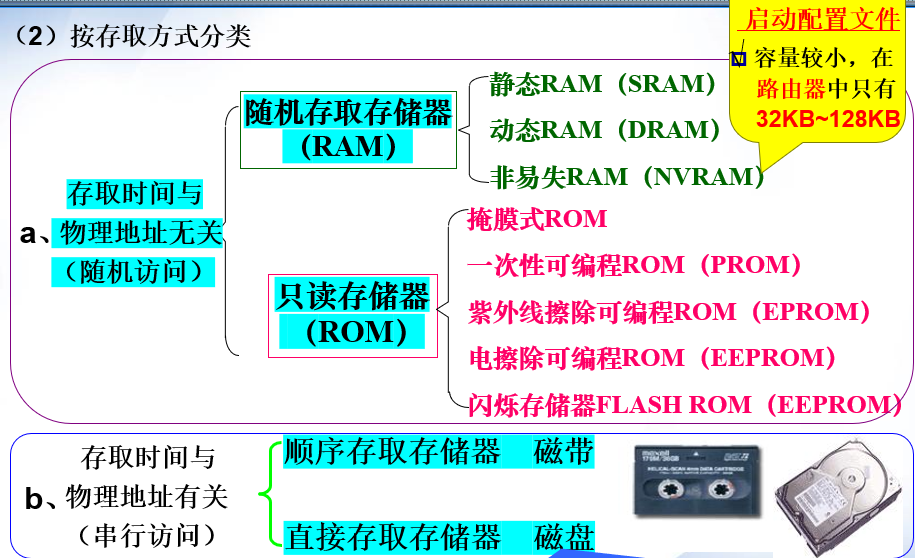 （2）按存取方式分类
启动配置文件
容量较小，在
路由器中只有
32KB~128KB
存取时间与
a、物理地址无关
（随机访问）
随机存取存储器
（RAM）
静态RAM（SRAM）
动态RAM（DRAM）
非易失RAM（NVRAM）
只读存储器
（ROM）
掩膜式ROM
一次性可编程ROM（PROM）
紫外线擦除可编程ROM（EPROM）
电擦除可编程ROM（EEPROM）
闪烁存储器FLASH ROM（EEPROM）
存取时间与
b、物理地址有关
（串行访问）
顺序存取存储器 磁带
直接存取存储器 磁盘
maxell
HELICAL-SCAN 4mm DATA CARTRIDGE